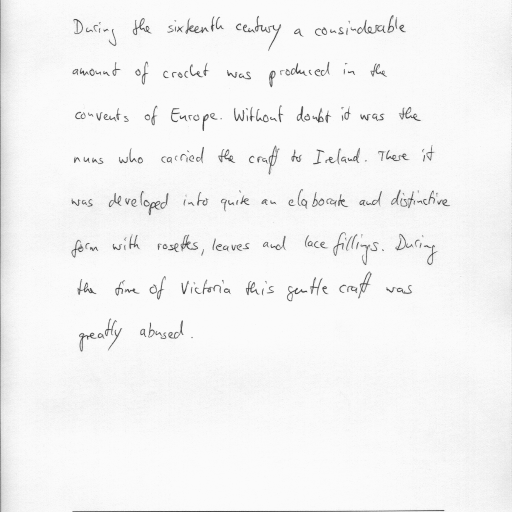 During the sixteenth century a consinderable
amount of crochet was produced in the
convents of Europe. Without doubt it was the
nuns who carried the craft to Ireland. There it
was developed into quite an elaborate and distinctive
form with rosettes, leaves and lace fillings. During
the time of Victoria this gentle craft was
greatly abused.